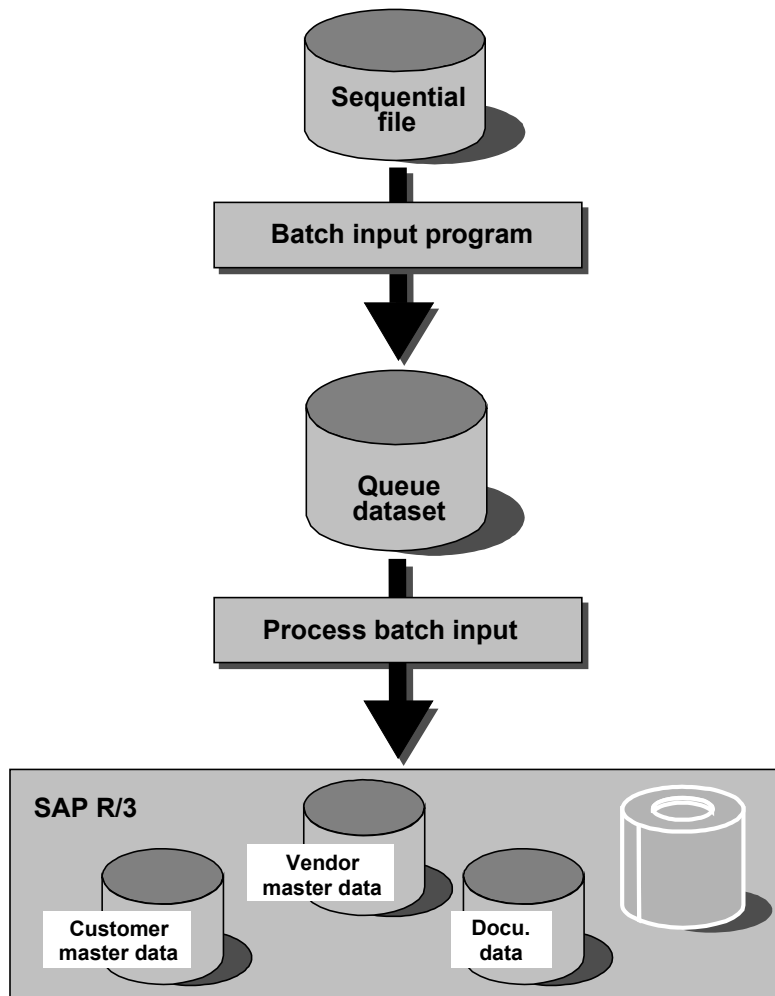 Sequential
file
Batch input program
Queue
dataset
Process batch input
SAP R/3
Vendor
master data
Customer
master data
Docu.
data